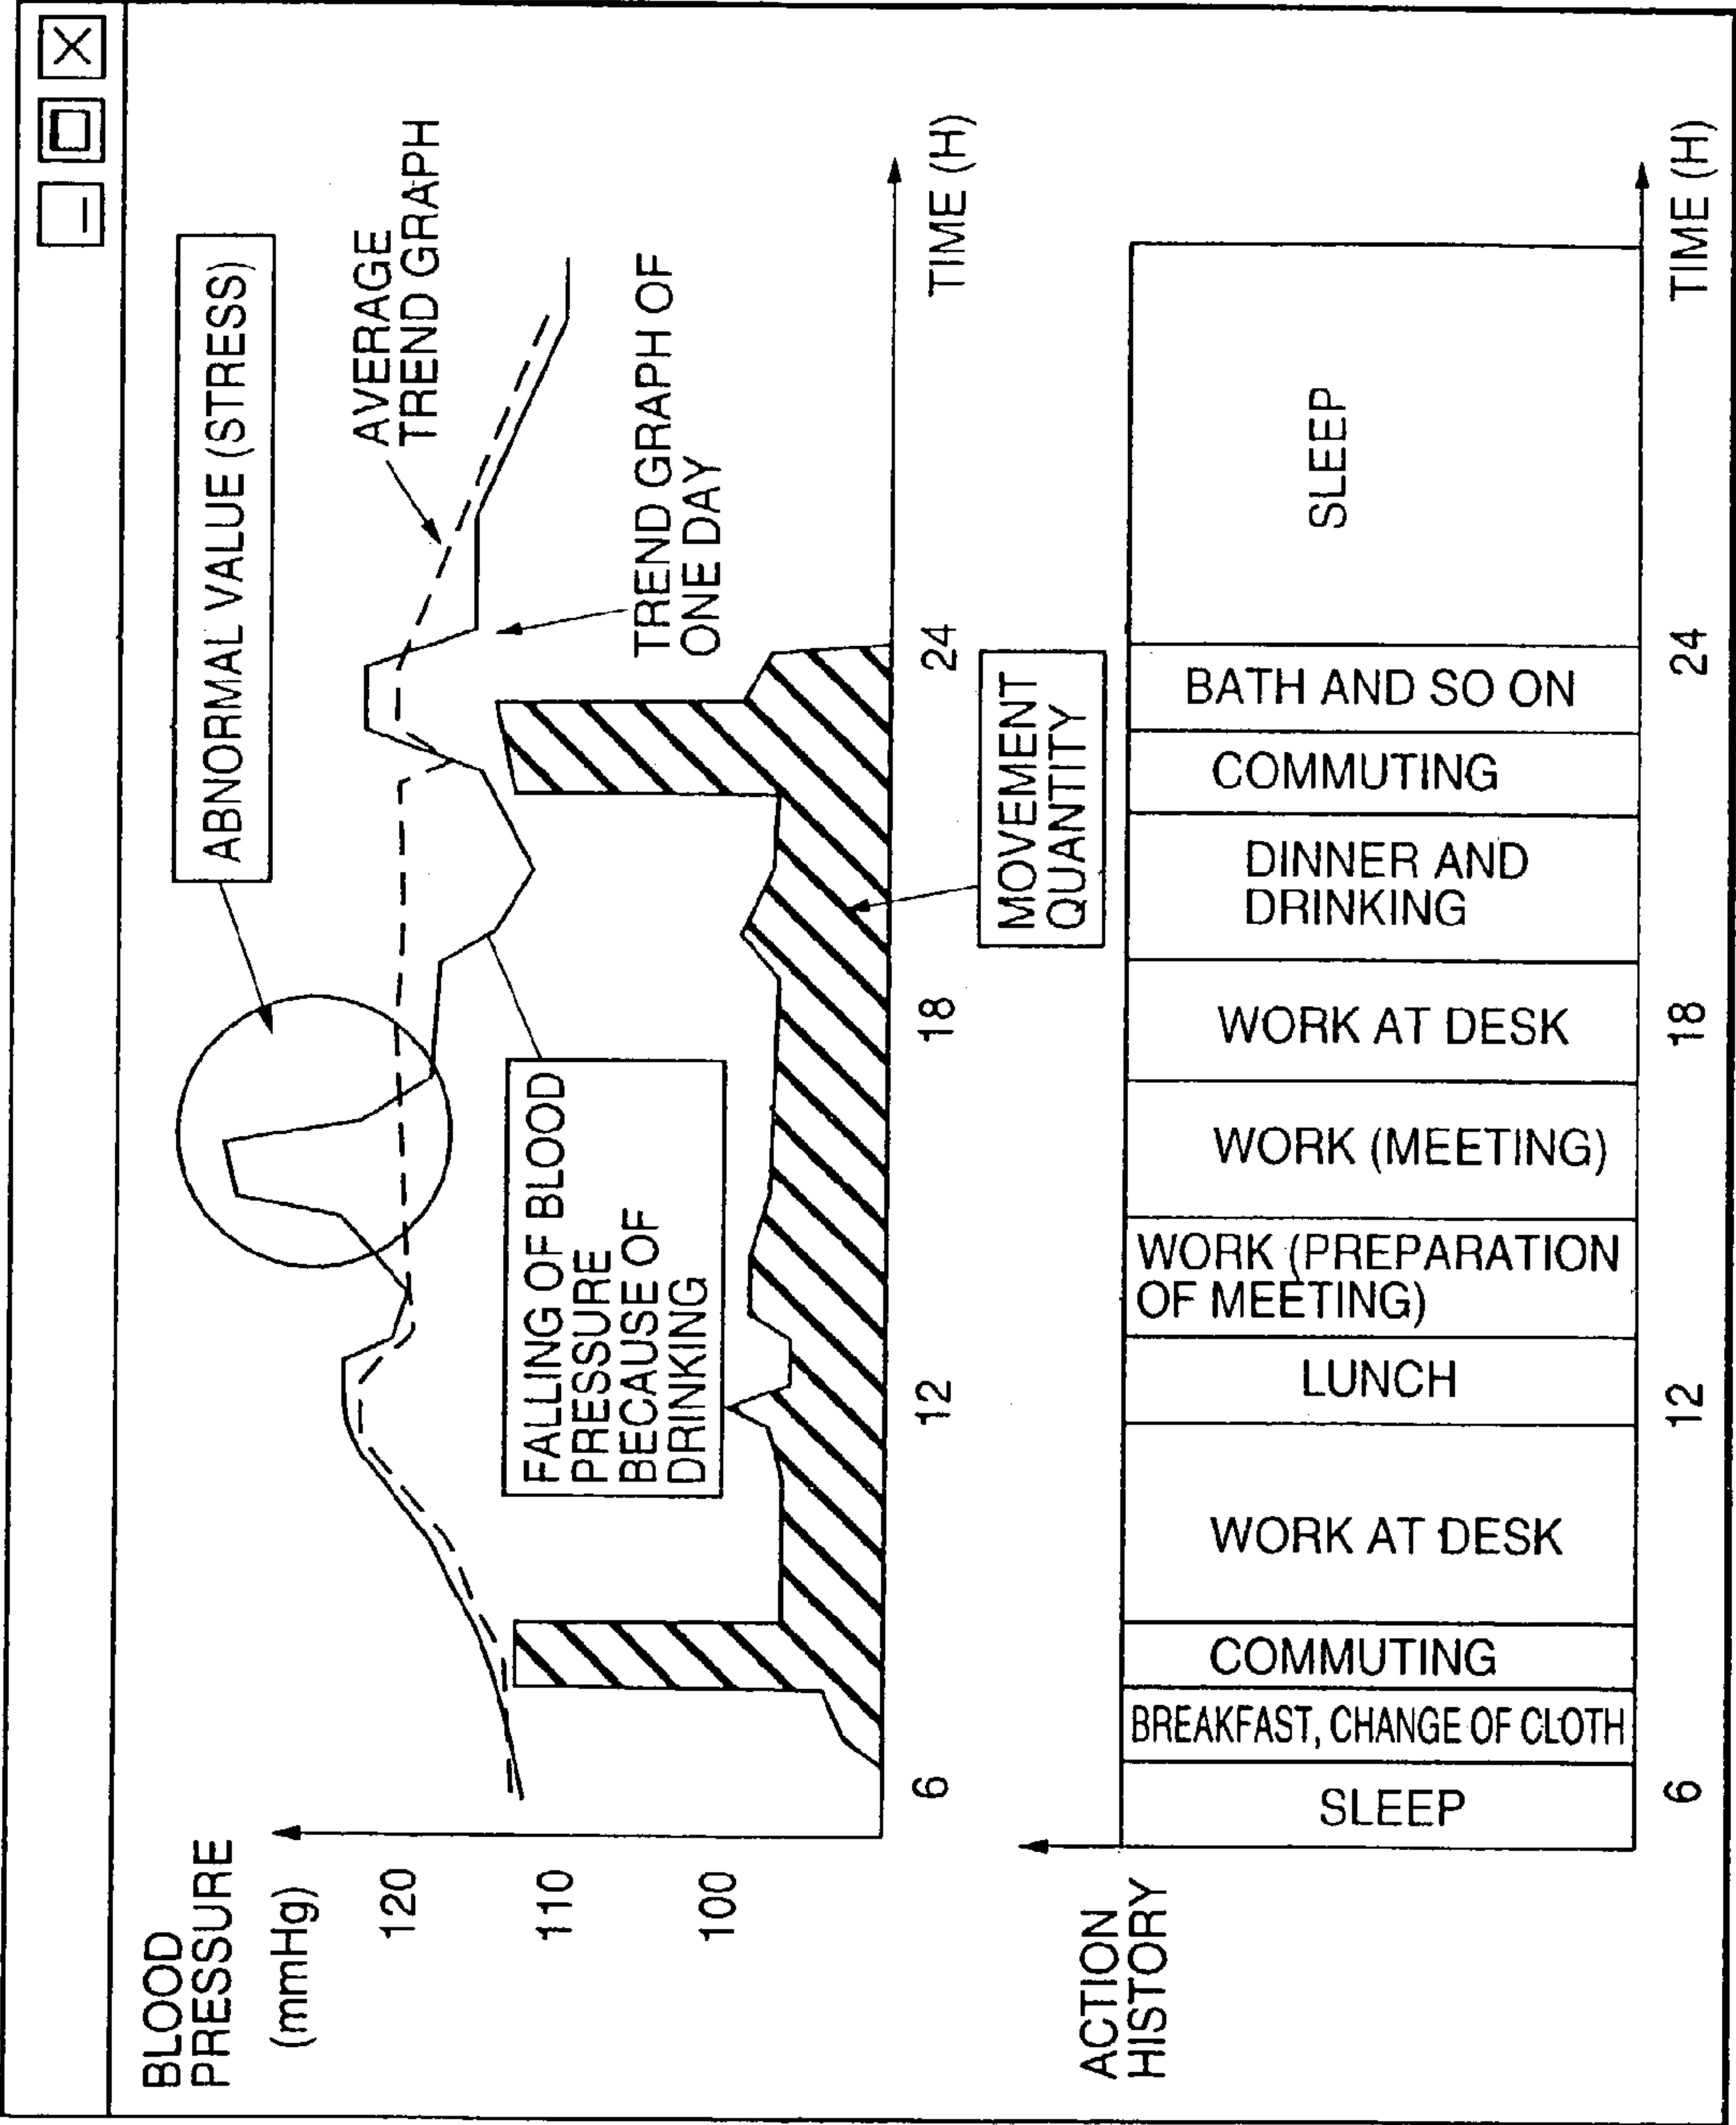 BLOOD
PRESSURE
(mmHg)
120
110
100
ABNORMAL VALUE (STRESS)
AVERAGE
TREND GRAPH
TREND GRAPH OF
ONE DAY
FALLING OF BLOOD
PRESSURE
BECAUSE OF
DRINKING
6
12
18
24
TIME (H)
MOVEMENT
QUANTITY
ACTION
HISTORY
SLEEP
BREAKFAST, CHANGE OF CLOTH
COMMUTING
WORK AT DESK
LUNCH
WORK (PREPARATION
OF MEETING)
WORK (MEETING)
WORK AT DESK
DINNER AND
DRINKING
COMMUTING
BATH AND SO ON
SLEEP
6
12
18
24
TIME (H)